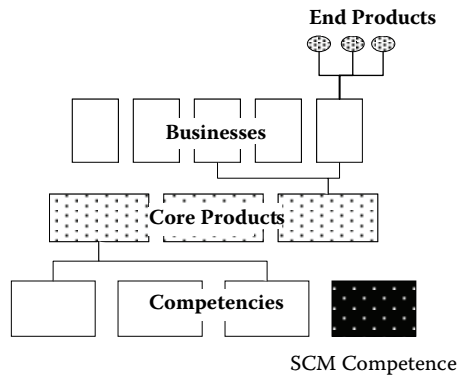 End Products
Businesses
Core Products
Competencies
SCM Competence